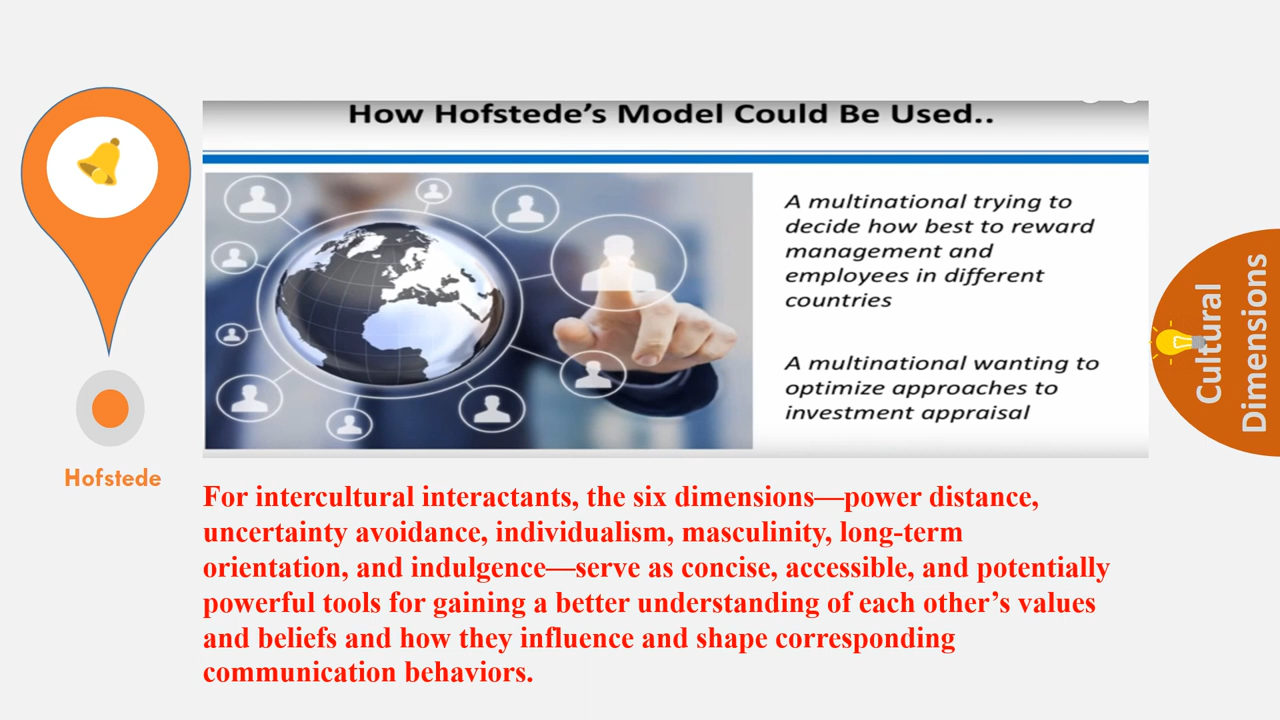 How Hofstede's Model Could Be Used..
A multinational trying to
decide how best to reward
management and
employees in different
countries
A multinational wanting to
optimize approaches to
investment appraisal
Cultural
Dimensions
Hofstede
For intercultural interactants, the six dimensions—power distance,
uncertainty avoidance, individualism, masculinity, long-term
orientation, and indulgence—serve as concise, accessible, and potentially
powerful tools for gaining a better understanding of each other’s values
and beliefs and how they influence and shape corresponding
communication behaviors.